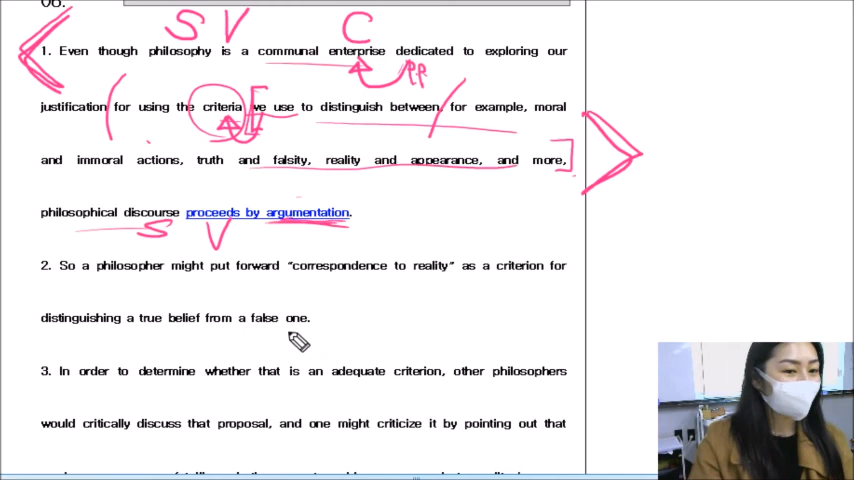 06.
S V C
1. Even though philosophy is a communal enterprise dedicated to exploring our
p.p.
justification for using the criteria we use to distinguish between, for example, moral
and immoral actions, truth and falsity, reality and appearance, and more,
philosophical discourse proceeds by argumentation.
S V
2. So a philosopher might put forward “correspondence to reality” as a criterion for
distinguishing a true belief from a false one.
3. In order to determine whether that is an adequate criterion, other philosophers
would critically discuss that proposal, and one might criticize it by pointing out that